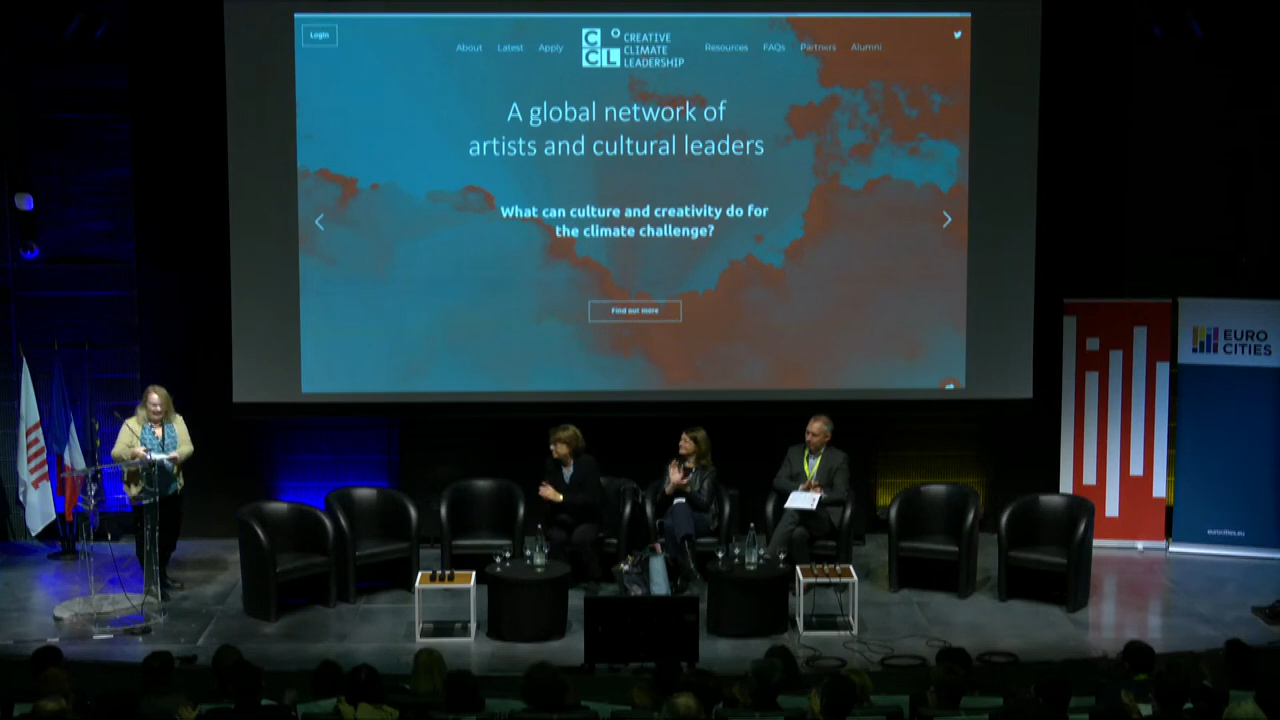 Login
About
Latest
Apply
CREATIVE
CLIMATE
LEADERSHIP
Resources
FAQs
Partners
Alumni
A global network of
artists and cultural leaders
What can culture and creativity do for
the climate challenge?
Find out more
EURO
CITIES
eurocities.eu